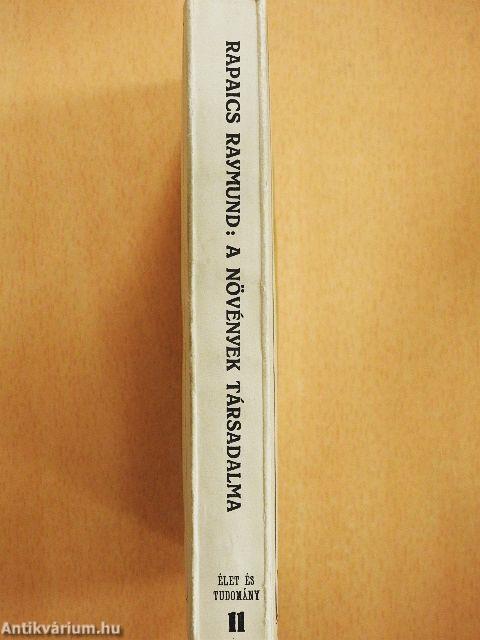 RAPAICS RAYMUND: A NÖVÉNYEK TÁRSADALMA
ÉLET ÉS
TUDOMÁNY
11
Antikvárium.hu